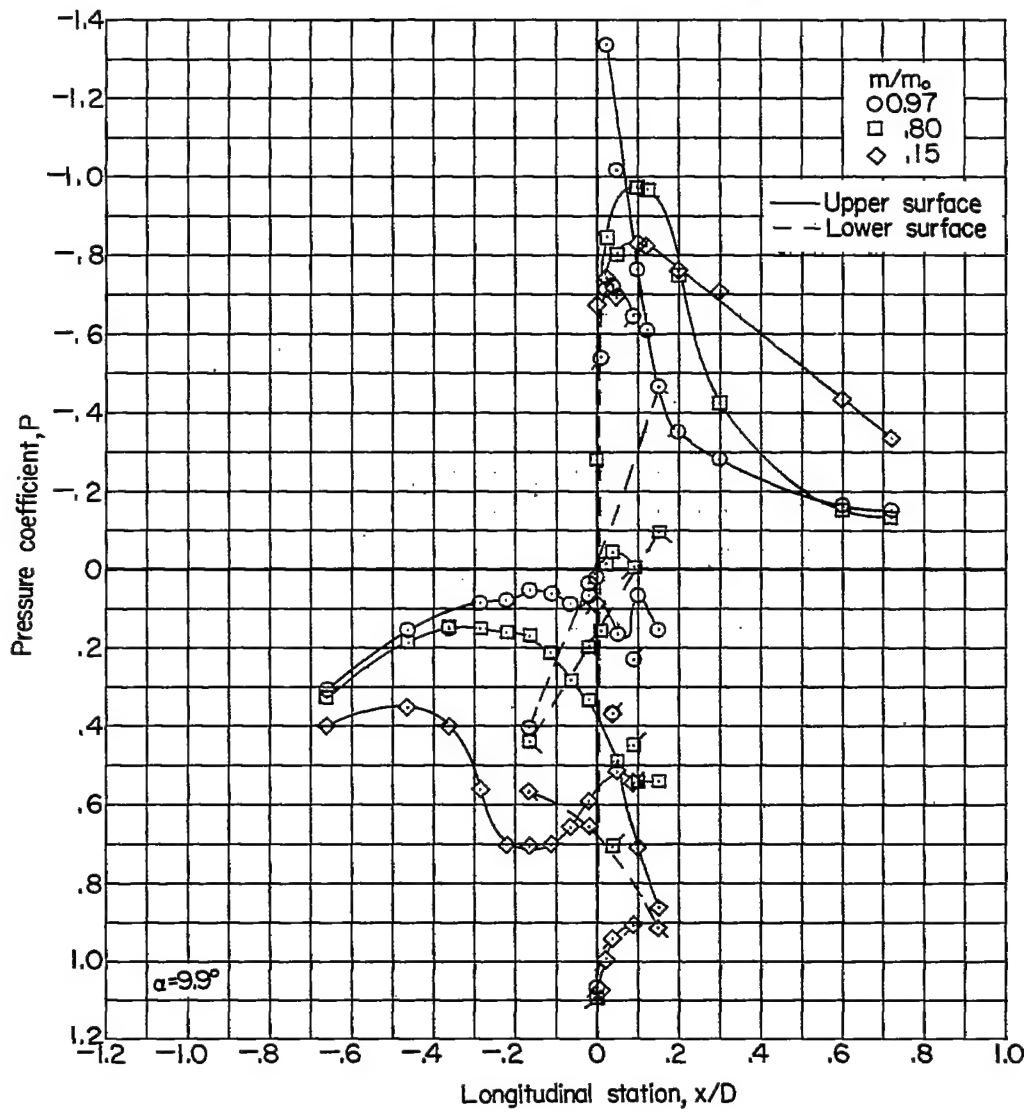 -1.4
-1.2
-1.0
-.8
-.6
-.4
-.2
0
.2
.4
.6
.8
1.0
1.2
Pressure coefficient, P
m/m₀
0.97
.80
.15
Upper surface
Lower surface
α=9.9°
-1.2 -1.0 -.8 -.6 -.4 -.2 0 .2 .4 .6 .8 1.0
Longitudinal station, x/D